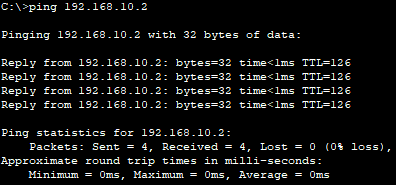 C:\>ping 192.168.10.2
Pinging 192.168.10.2 with 32 bytes of data:
Reply from 192.168.10.2: bytes=32 time<1ms TTL=126
Reply from 192.168.10.2: bytes=32 time<1ms TTL=126
Reply from 192.168.10.2: bytes=32 time<1ms TTL=126
Reply from 192.168.10.2: bytes=32 time<1ms TTL=126
Ping statistics for 192.168.10.2:
Packets: Sent = 4, Received = 4, Lost = 0 (0% loss),
Approximate round trip times in milli-seconds:
Minimum = 0ms, Maximum = 0ms, Average = 0ms